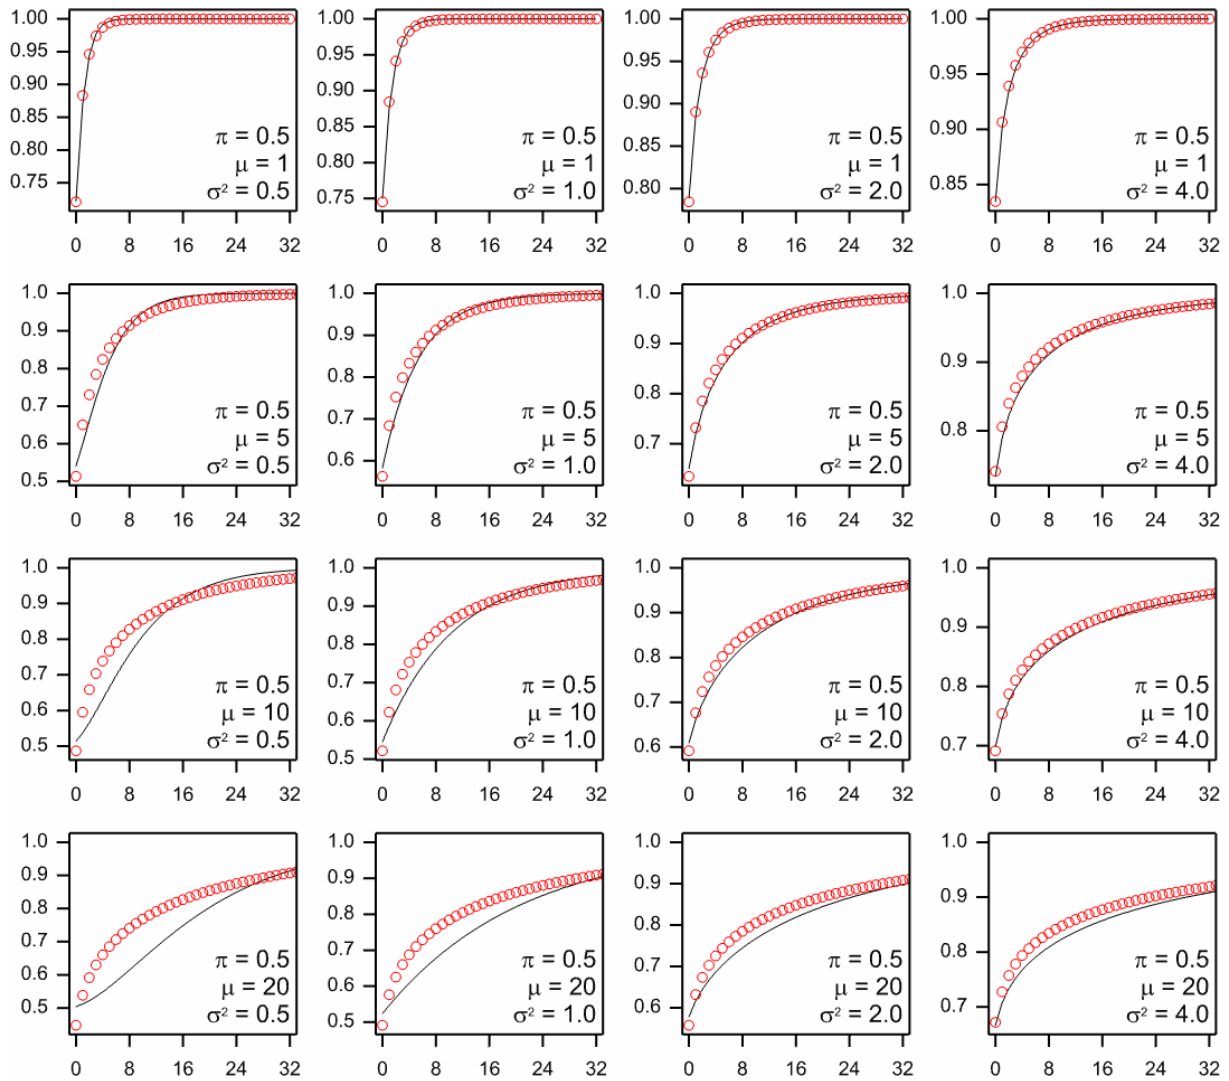 1.00
0.95
0.90
0.85
0.80
0.75
π = 0.5
μ = 1
σ² = 0.5
0 8 16 24 32
1.00
0.95
0.90
0.85
0.80
0.75
π = 0.5
μ = 1
σ² = 1.0
0 8 16 24 32
1.00
0.95
0.90
0.85
0.80
π = 0.5
μ = 1
σ² = 2.0
0 8 16 24 32
1.00
0.95
0.90
0.85
π = 0.5
μ = 1
σ² = 4.0
0 8 16 24 32
1.0
0.9
0.8
0.7
0.6
0.5
π = 0.5
μ = 5
σ² = 0.5
0 8 16 24 32
1.0
0.9
0.8
0.7
0.6
π = 0.5
μ = 5
σ² = 1.0
0 8 16 24 32
1.0
0.9
0.8
0.7
π = 0.5
μ = 5
σ² = 2.0
0 8 16 24 32
1.0
0.9
0.8
π = 0.5
μ = 5
σ² = 4.0
0 8 16 24 32
1.0
0.9
0.8
0.7
0.6
0.5
π = 0.5
μ = 10
σ² = 0.5
0 8 16 24 32
1.0
0.9
0.8
0.7
0.6
0.5
π = 0.5
μ = 10
σ² = 1.0
0 8 16 24 32
1.0
0.9
0.8
0.7
0.6
π = 0.5
μ = 10
σ² = 2.0
0 8 16 24 32
1.0
0.9
0.8
0.7
π = 0.5
μ = 10
σ² = 4.0
0 8 16 24 32
1.0
0.9
0.8
0.7
0.6
0.5
π = 0.5
μ = 20
σ² = 0.5
0 8 16 24 32
1.0
0.9
0.8
0.7
0.6
0.5
π = 0.5
μ = 20
σ² = 1.0
0 8 16 24 32
1.0
0.9
0.8
0.7
0.6
π = 0.5
μ = 20
σ² = 2.0
0 8 16 24 32
1.0
0.9
0.8
0.7
π = 0.5
μ = 20
σ² = 4.0
0 8 16 24 32